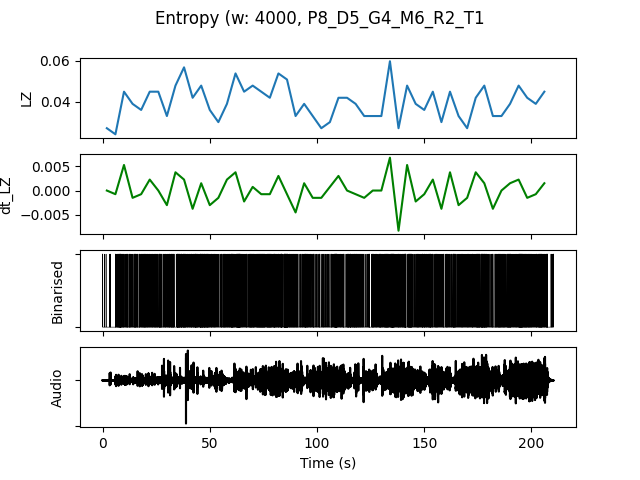 Entropy (w: 4000, P8_D5_G4_M6_R2_T1
0.06
0.04
LZ
0.005
0.000
−0.005
dt_LZ
Binarised
Audio
0
50
100
150
200
Time (s)